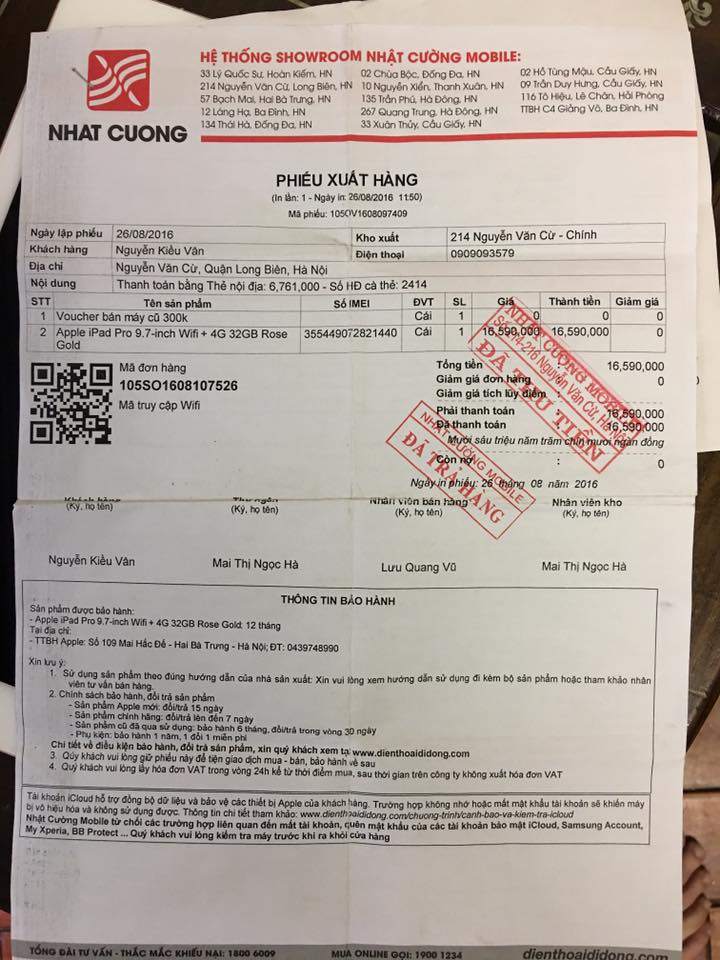 NHAT CUONG
HỆ THỐNG SHOWROOM NHẬT CƯỜNG MOBILE:
33 Lý Quốc Sư, Hoàn Kiếm, HN
214 Nguyễn Văn Cừ, Long Biên, HN
57 Bạch Mai, Hai Bà Trưng, HN
12 Láng Hạ, Ba Đình, HN
134 Thái Hà, Đống Đa, HN
02 Chùa Bộc, Đống Đa, HN
10 Nguyễn Xiển, Thanh Xuân, HN
135 Trần Phú, Hà Đông, HN
267 Quang Trung, Hà Đông, HN
33 Xuân Thủy, Cầu Giấy, HN
02 Hồ Tùng Mậu, Cầu Giấy, HN
09 Trần Duy Hưng, Cầu Giấy, HN
116 Tô Hiệu, Lê Chân, Hải Phòng
TTBH C4 Giảng Võ, Ba Đình, HN
PHIẾU XUẤT HÀNG
(In lần: 1 - Ngày in: 26/08/2016 11:50)
Mã phiếu: 105OV1608097409
Ngày lập phiếu 26/08/2016 Kho xuất 214 Nguyễn Văn Cừ - Chính
Khách hàng Nguyễn Kiều Vân Điện thoại 0909093579
Địa chỉ Nguyễn Văn Cừ, Quận Long Biên, Hà Nội
Nội dung Thanh toán bằng Thẻ nội địa: 6,761,000 - Số HĐ cà thẻ: 2414
STT Tên sản phẩm Số IMEI ĐVT SL Giá Thành tiền Giảm giá
1 Voucher bán máy cũ 300k Cái 1 0 0 0
2 Apple iPad Pro 9.7-inch Wifi + 4G 32GB Rose Gold 355449072821440 Cái 1 16,590,000 16,590,000 0
Mã đơn hàng
105SO1608107526
Mã truy cập Wifi
Tổng tiền : 16,590,000
Giảm giá đơn hàng : 0
Giảm giá tích lũy điểm :
Phải thanh toán : 16,590,000
Đã thanh toán : 16,590,000
Mười sáu triệu năm trăm chín mươi ngàn đồng
Còn nợ : 0
Ngày in phiếu: 26 tháng 08 năm 2016
NHẬT CƯỜNG MOBILE
Số 214-216 Nguyễn Văn Cừ, Hà Nội
ĐÃ THU TIỀN
NHẬT CƯỜNG MOBILE
ĐÃ TRẢ HÀNG
Khách hàng Thu ngân Nhân viên bán hàng Nhân viên kho
(Ký, họ tên) (Ký, họ tên) (Ký, họ tên) (Ký, họ tên)
Nguyễn Kiều Vân Mai Thị Ngọc Hà Lưu Quang Vũ Mai Thị Ngọc Hà
THÔNG TIN BẢO HÀNH
Sản phẩm được bảo hành:
- Apple iPad Pro 9.7-inch Wifi + 4G 32GB Rose Gold: 12 tháng
Tại địa chỉ:
- TTBH Apple: Số 109 Mai Hắc Đế - Hai Bà Trưng - Hà Nội; ĐT: 0439748990
Xin lưu ý:
1. Sử dụng sản phẩm theo đúng hướng dẫn của nhà sản xuất: Xin vui lòng xem hướng dẫn sử dụng đi kèm bộ sản phẩm hoặc tham khảo nhân
viên tư vấn bán hàng.
2. Chính sách bảo hành, đổi trả sản phẩm
- Sản phẩm Apple mới: đổi/trả 15 ngày
- Sản phẩm chính hãng: đổi/trả lên đến 7 ngày
- Sản phẩm cũ đã qua sử dụng: bảo hành 6 tháng, đổi/trả trong vòng 30 ngày
- Phụ kiện: bảo hành 1 năm, 1 đổi 1 miễn phí
Chi tiết về điều kiện bảo hành, đổi trả sản phẩm, xin quý khách xem tại: www.dienthoaididong.com
3. Quý khách vui lòng giữ phiếu này để tiện giao dịch mua - bán, bảo hành về sau
4. Quý khách vui lòng lấy hóa đơn VAT trong vòng 24h kể từ thời điểm mua, sau thời gian trên công ty không xuất hóa đơn VAT
Tài khoản iCloud hỗ trợ đồng bộ dữ liệu và bảo vệ các thiết bị Apple của khách hàng. Trường hợp không nhớ hoặc mất mật khẩu tài khoản sẽ khiến máy
bị vô hiệu hóa và không sử dụng được. Thông tin chi tiết tham khảo: www.dienthoaididong.com/chuong-trinh/canh-bao-va-kiem-tra-icloud
Nhật Cường Mobile từ chối các trường hợp liên quan đến mất tài khoản, quên mật khẩu của các tài khoản bảo mật iCloud, Samsung Account,
My Xperia, BB Protect ... Quý khách vui lòng kiểm tra máy trước khi ra khỏi cửa hàng
TỔNG ĐÀI TƯ VẤN - THẮC MẮC KHIẾU NẠI: 1800 6009
MUA ONLINE GỌI: 1900 1234
dienthoaididong.com